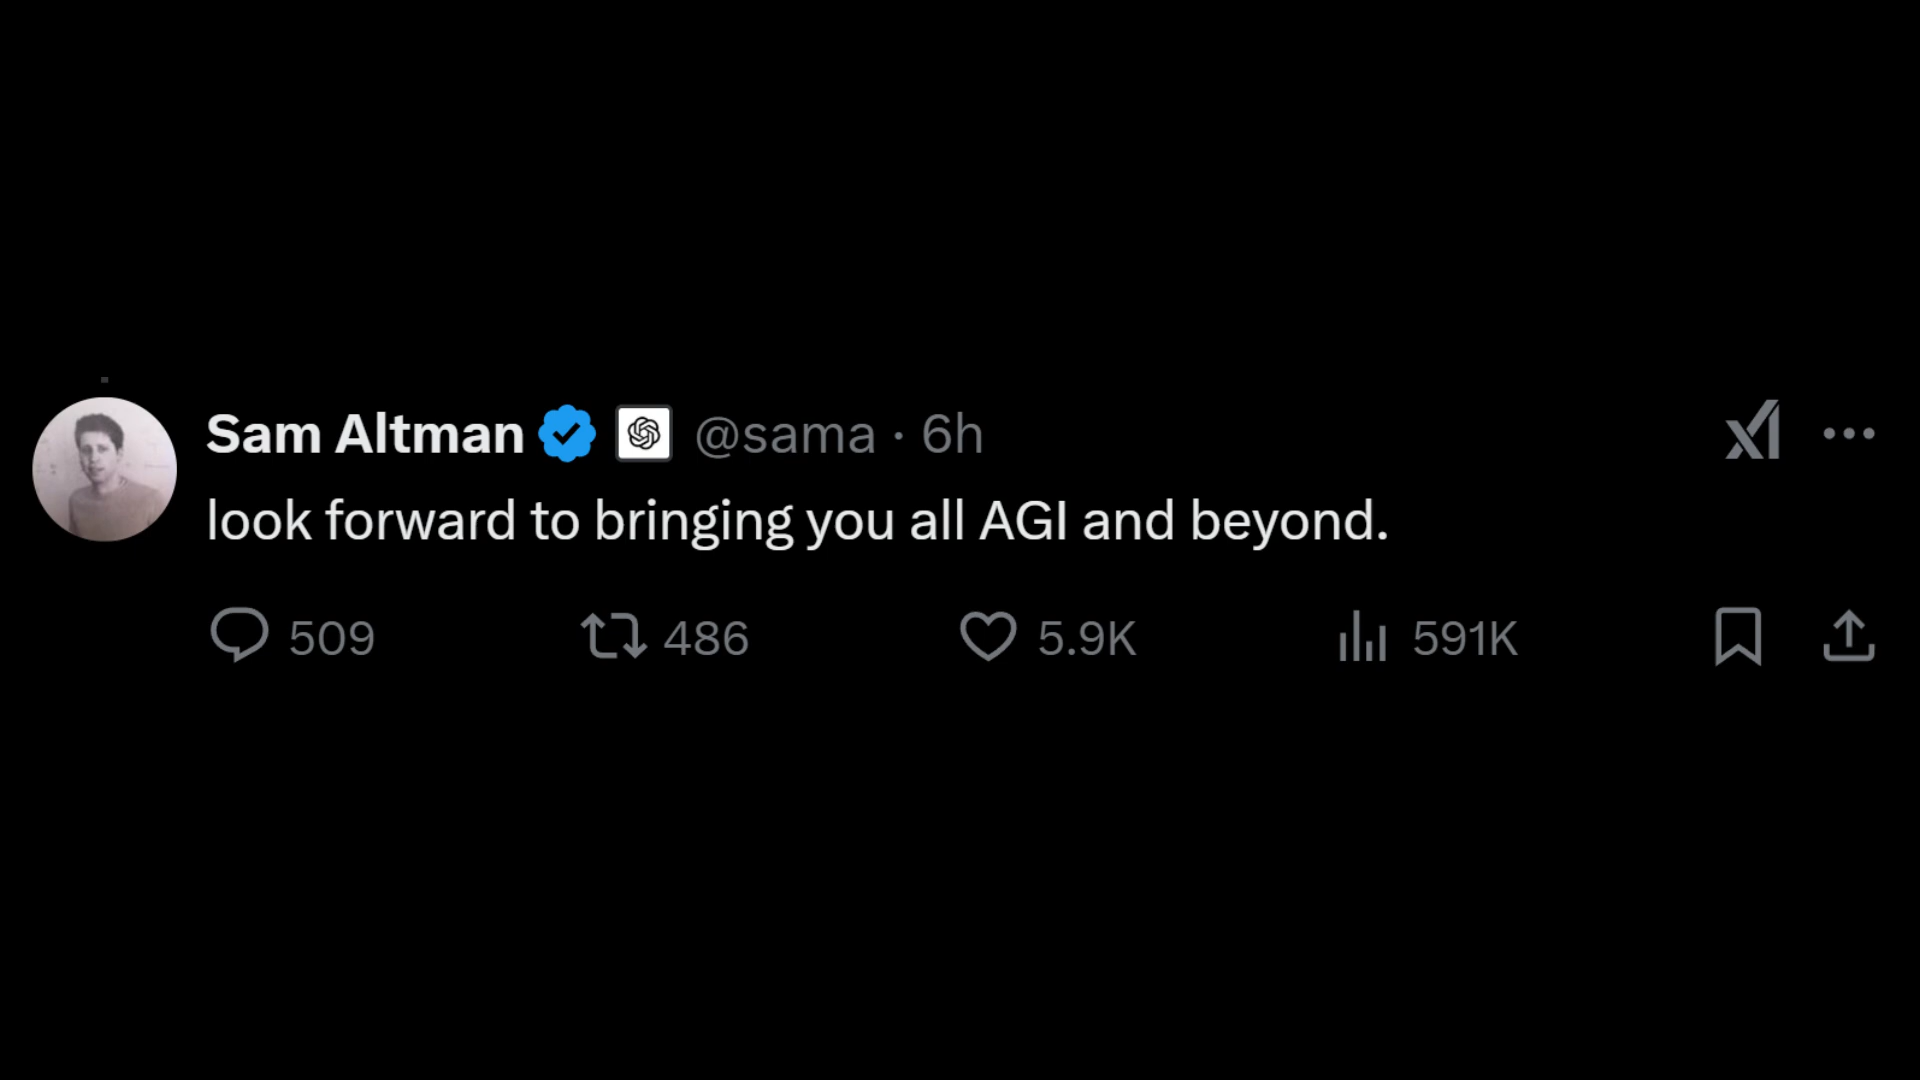 Sam Altman @sama · 6h
look forward to bringing you all AGI and beyond.
509 486 5.9K 591K